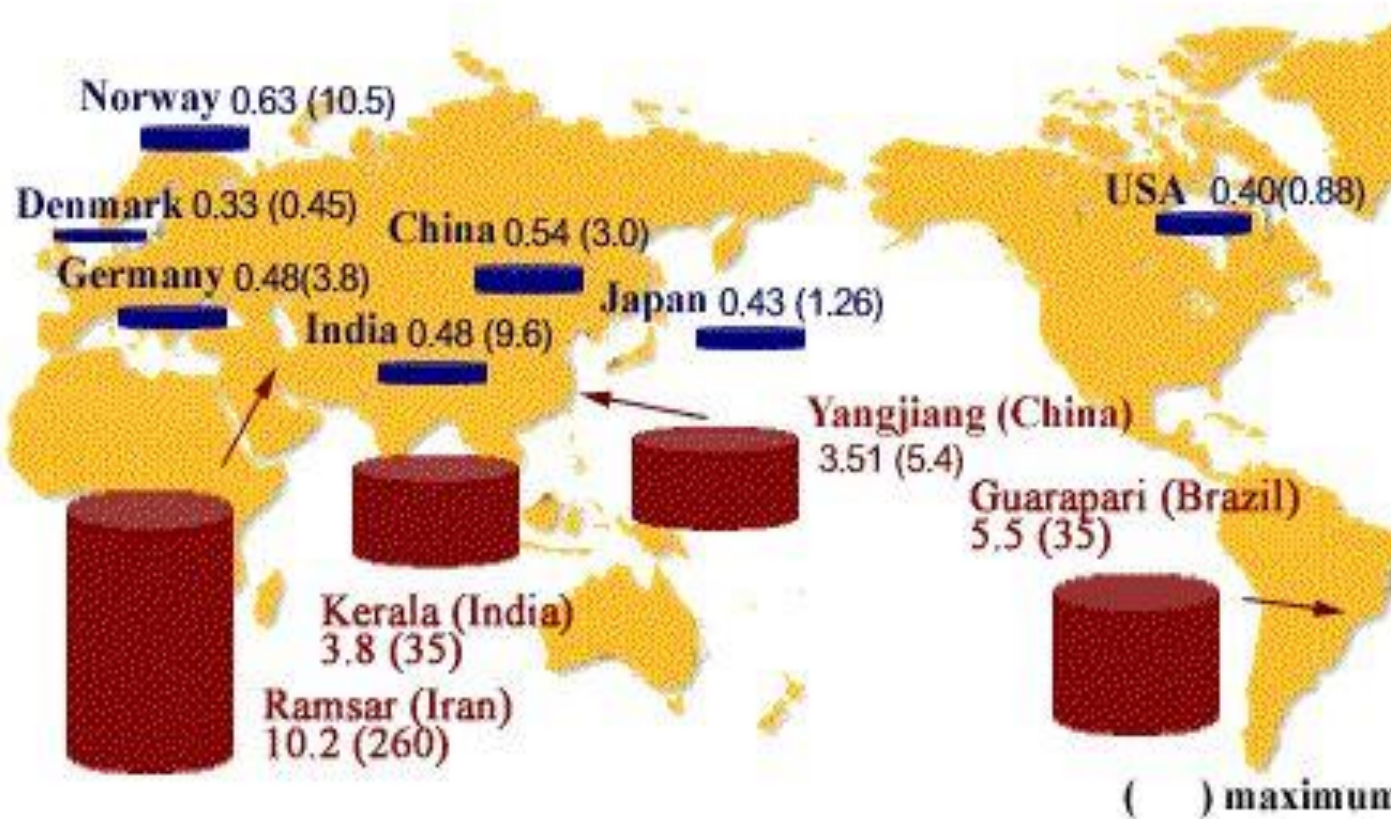 Norway 0.63 (10.5)
Denmark 0.33 (0.45)
USA 0.40(0.88)
China 0.54 (3.0)
Germany 0.48(3.8)
Japan 0.43 (1.26)
India 0.48 (9.6)
Yangjiang (China)
3.51 (5.4)
Guarapari (Brazil)
5.5 (35)
Kerala (India)
3.8 (35)
Ramsar (Iran)
10.2 (260)
( ) maximum